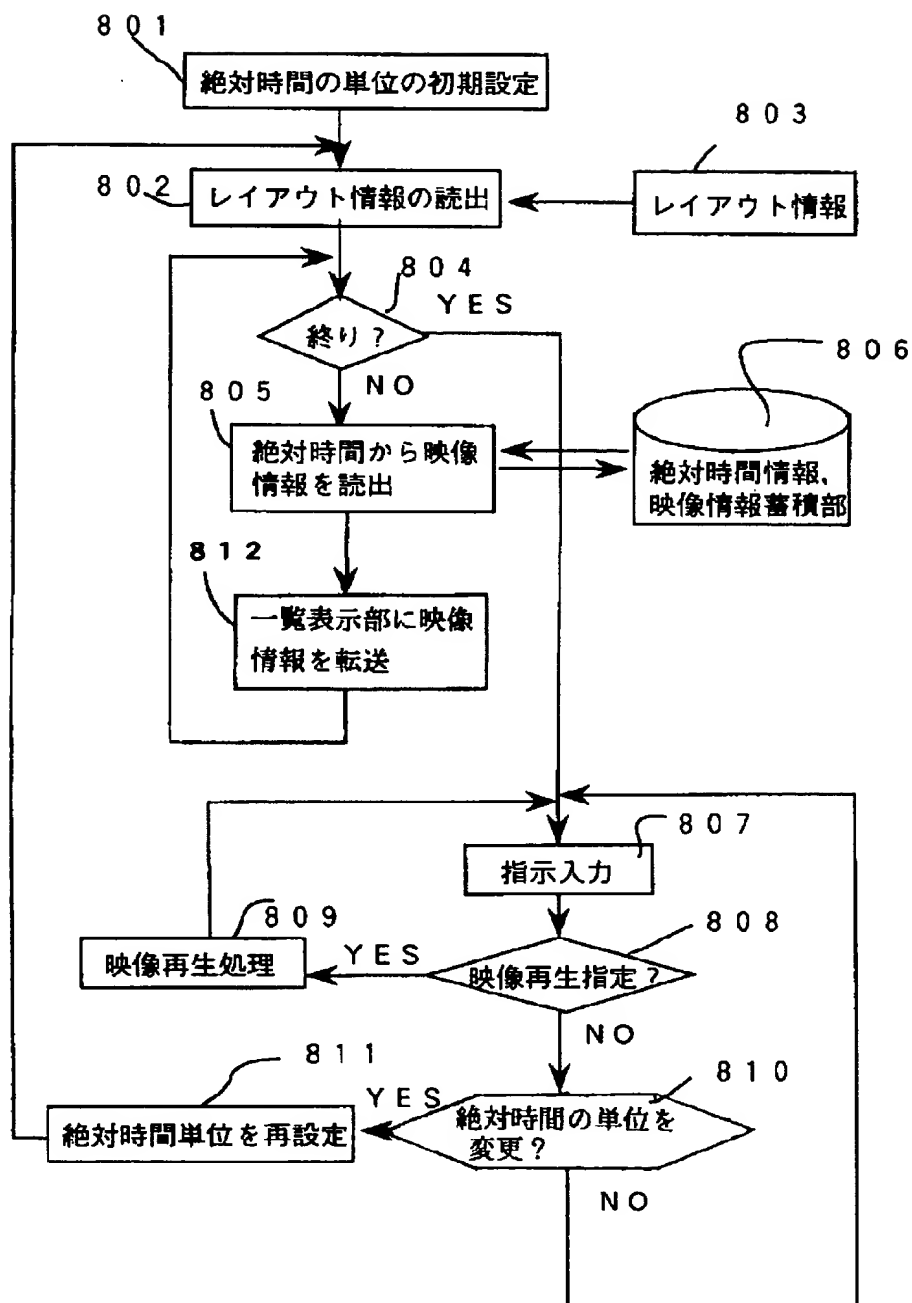 ８０１
絶対時間の単位の初期設定
８０３
８０２
レイアウト情報の読出
レイアウト情報
８０４
ＹＥＳ
終り？
８０６
ＮＯ
８０５
絶対時間から映像
情報を読出
絶対時間情報、
映像情報蓄積部
８１２
一覧表示部に映像
情報を転送
８０７
指示入力
８０９
８０８
映像再生処理
ＹＥＳ
映像再生指定？
ＮＯ
８１１
８１０
ＹＥＳ
絶対時間単位を再設定
絶対時間の単位を
変更？
ＮＯ